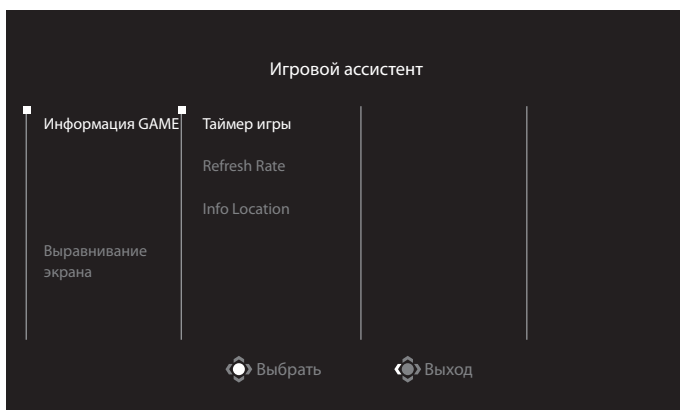 Игровой ассистент
Информация GAME
Таймер игры
Refresh Rate
Info Location
Выравнивание
экрана
Выбрать
Выход